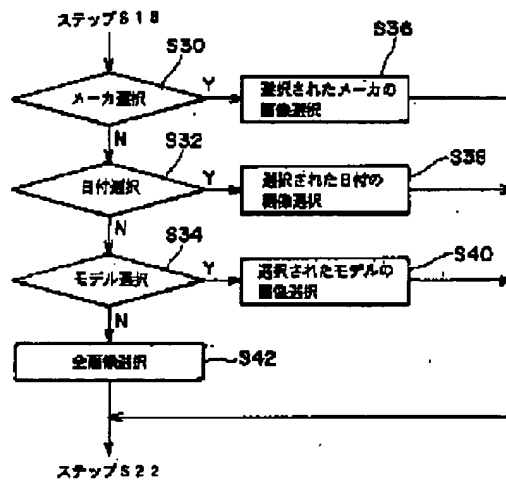 ステップS18
S30
メーカ選択
Y
S36
選択されたメーカの
画像選択
N
S32
日付選択
Y
S38
選択された日付の
画像選択
N
S34
モデル選択
Y
S40
選択されたモデルの
画像選択
N
全画像選択
S42
ステップS22